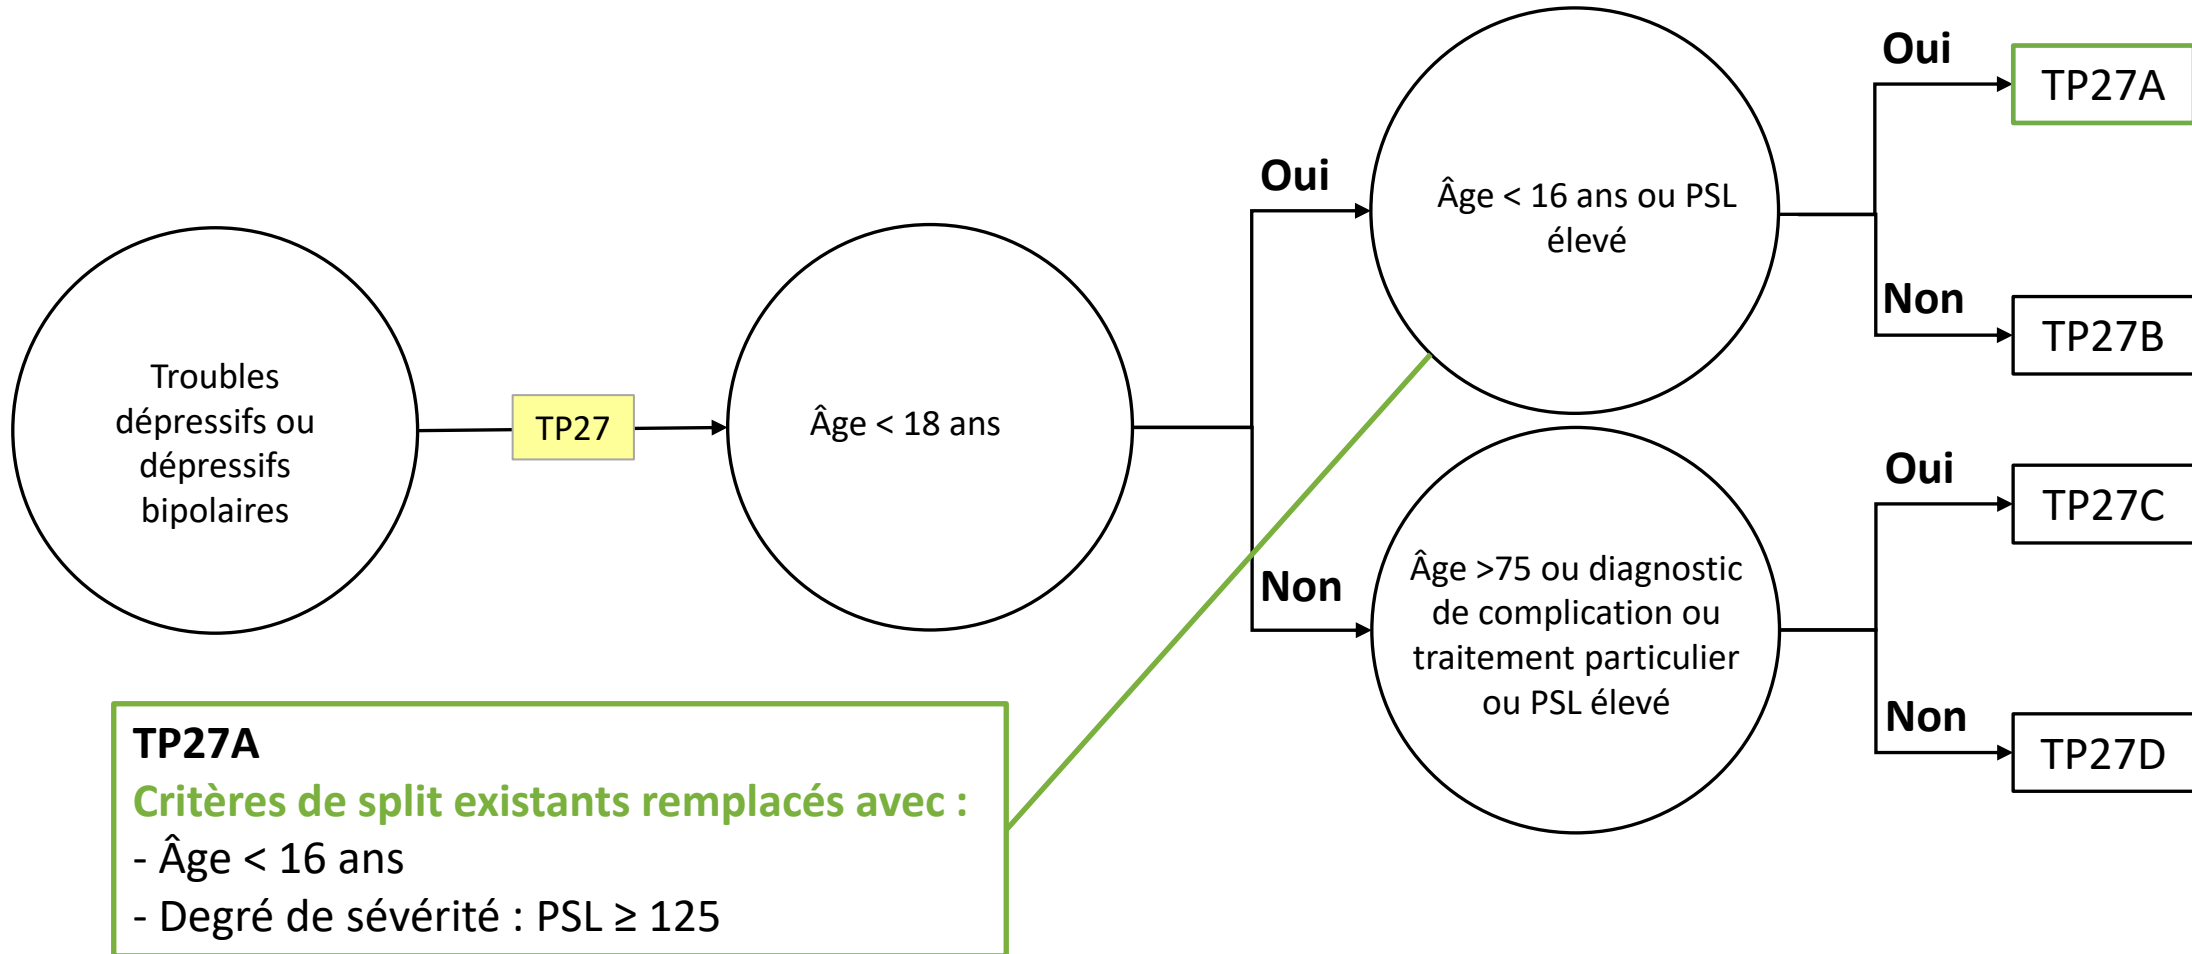 Troubles
dépressifs ou
dépressifs
bipolaires
TP27
Âge < 18 ans
Oui
Âge < 16 ans ou PSL
élevé
Oui
TP27A
Non
TP27B
Non
Âge >75 ou diagnostic
de complication ou
traitement particulier
ou PSL élevé
Oui
TP27C
Non
TP27D
TP27A
Critères de split existants remplacés avec :
- Âge < 16 ans
- Degré de sévérité : PSL ≥ 125